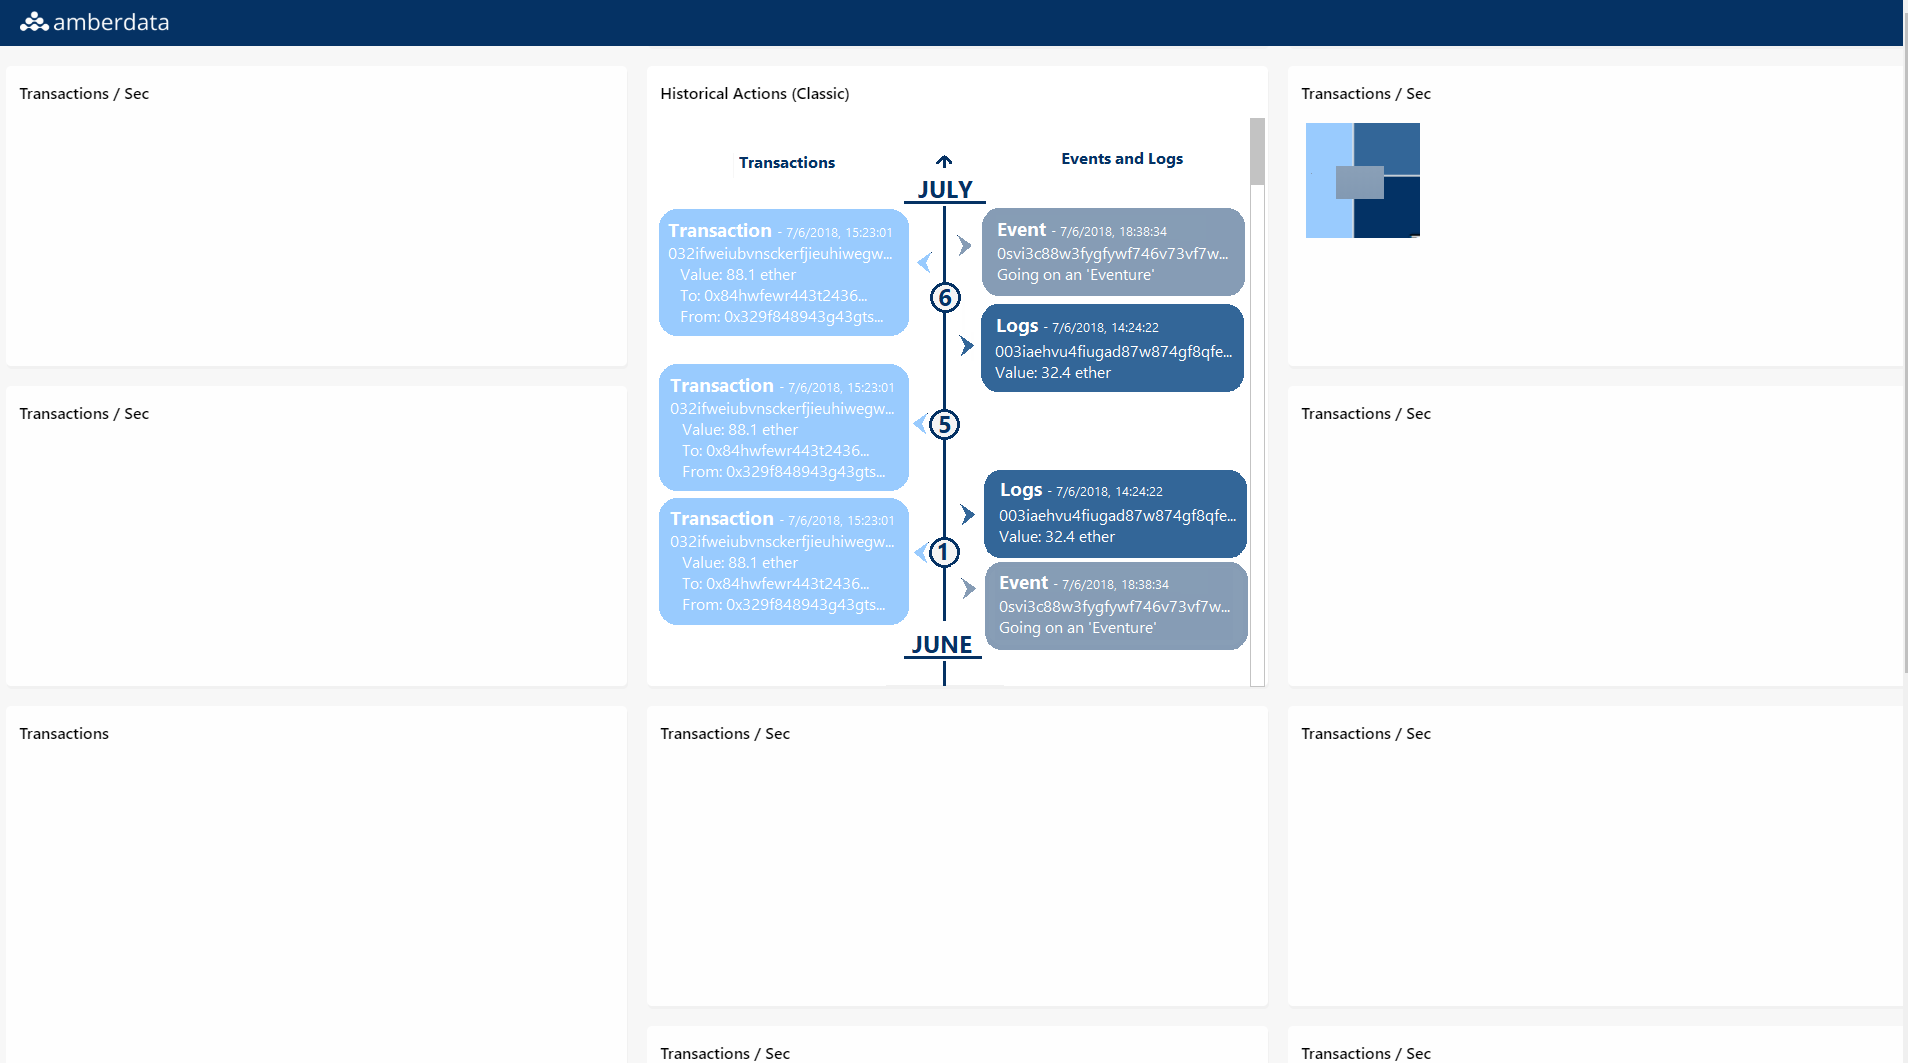 amberdata
Transactions / Sec
Historical Actions (Classic)
Transactions / Sec
Transactions
Events and Logs
JULY
Transaction - 7/6/2018, 15:23:01
032ifweiubvnsckerfjieuhiwegw...
Value: 88.1 ether
To: 0x84hwfewr443t2436...
From: 0x329f848943g43gts...
Event - 7/6/2018, 18:38:34
0svi3c88w3fygfywf746v73vf7w...
Going on an 'Eventure'
6
Logs - 7/6/2018, 14:24:22
003iaehvu4fiugad87w874gf8qfe...
Value: 32.4 ether
Transaction - 7/6/2018, 15:23:01
032ifweiubvnsckerfjieuhiwegw...
Value: 88.1 ether
To: 0x84hwfewr443t2436...
From: 0x329f848943g43gts...
5
Logs - 7/6/2018, 14:24:22
003iaehvu4fiugad87w874gf8qfe...
Value: 32.4 ether
Transaction - 7/6/2018, 15:23:01
032ifweiubvnsckerfjieuhiwegw...
Value: 88.1 ether
To: 0x84hwfewr443t2436...
From: 0x329f848943g43gts...
1
Event - 7/6/2018, 18:38:34
0svi3c88w3fygfywf746v73vf7w...
Going on an 'Eventure'
JUNE
Transactions / Sec
Transactions / Sec
Transactions
Transactions / Sec
Transactions / Sec
Transactions / Sec
Transactions / Sec